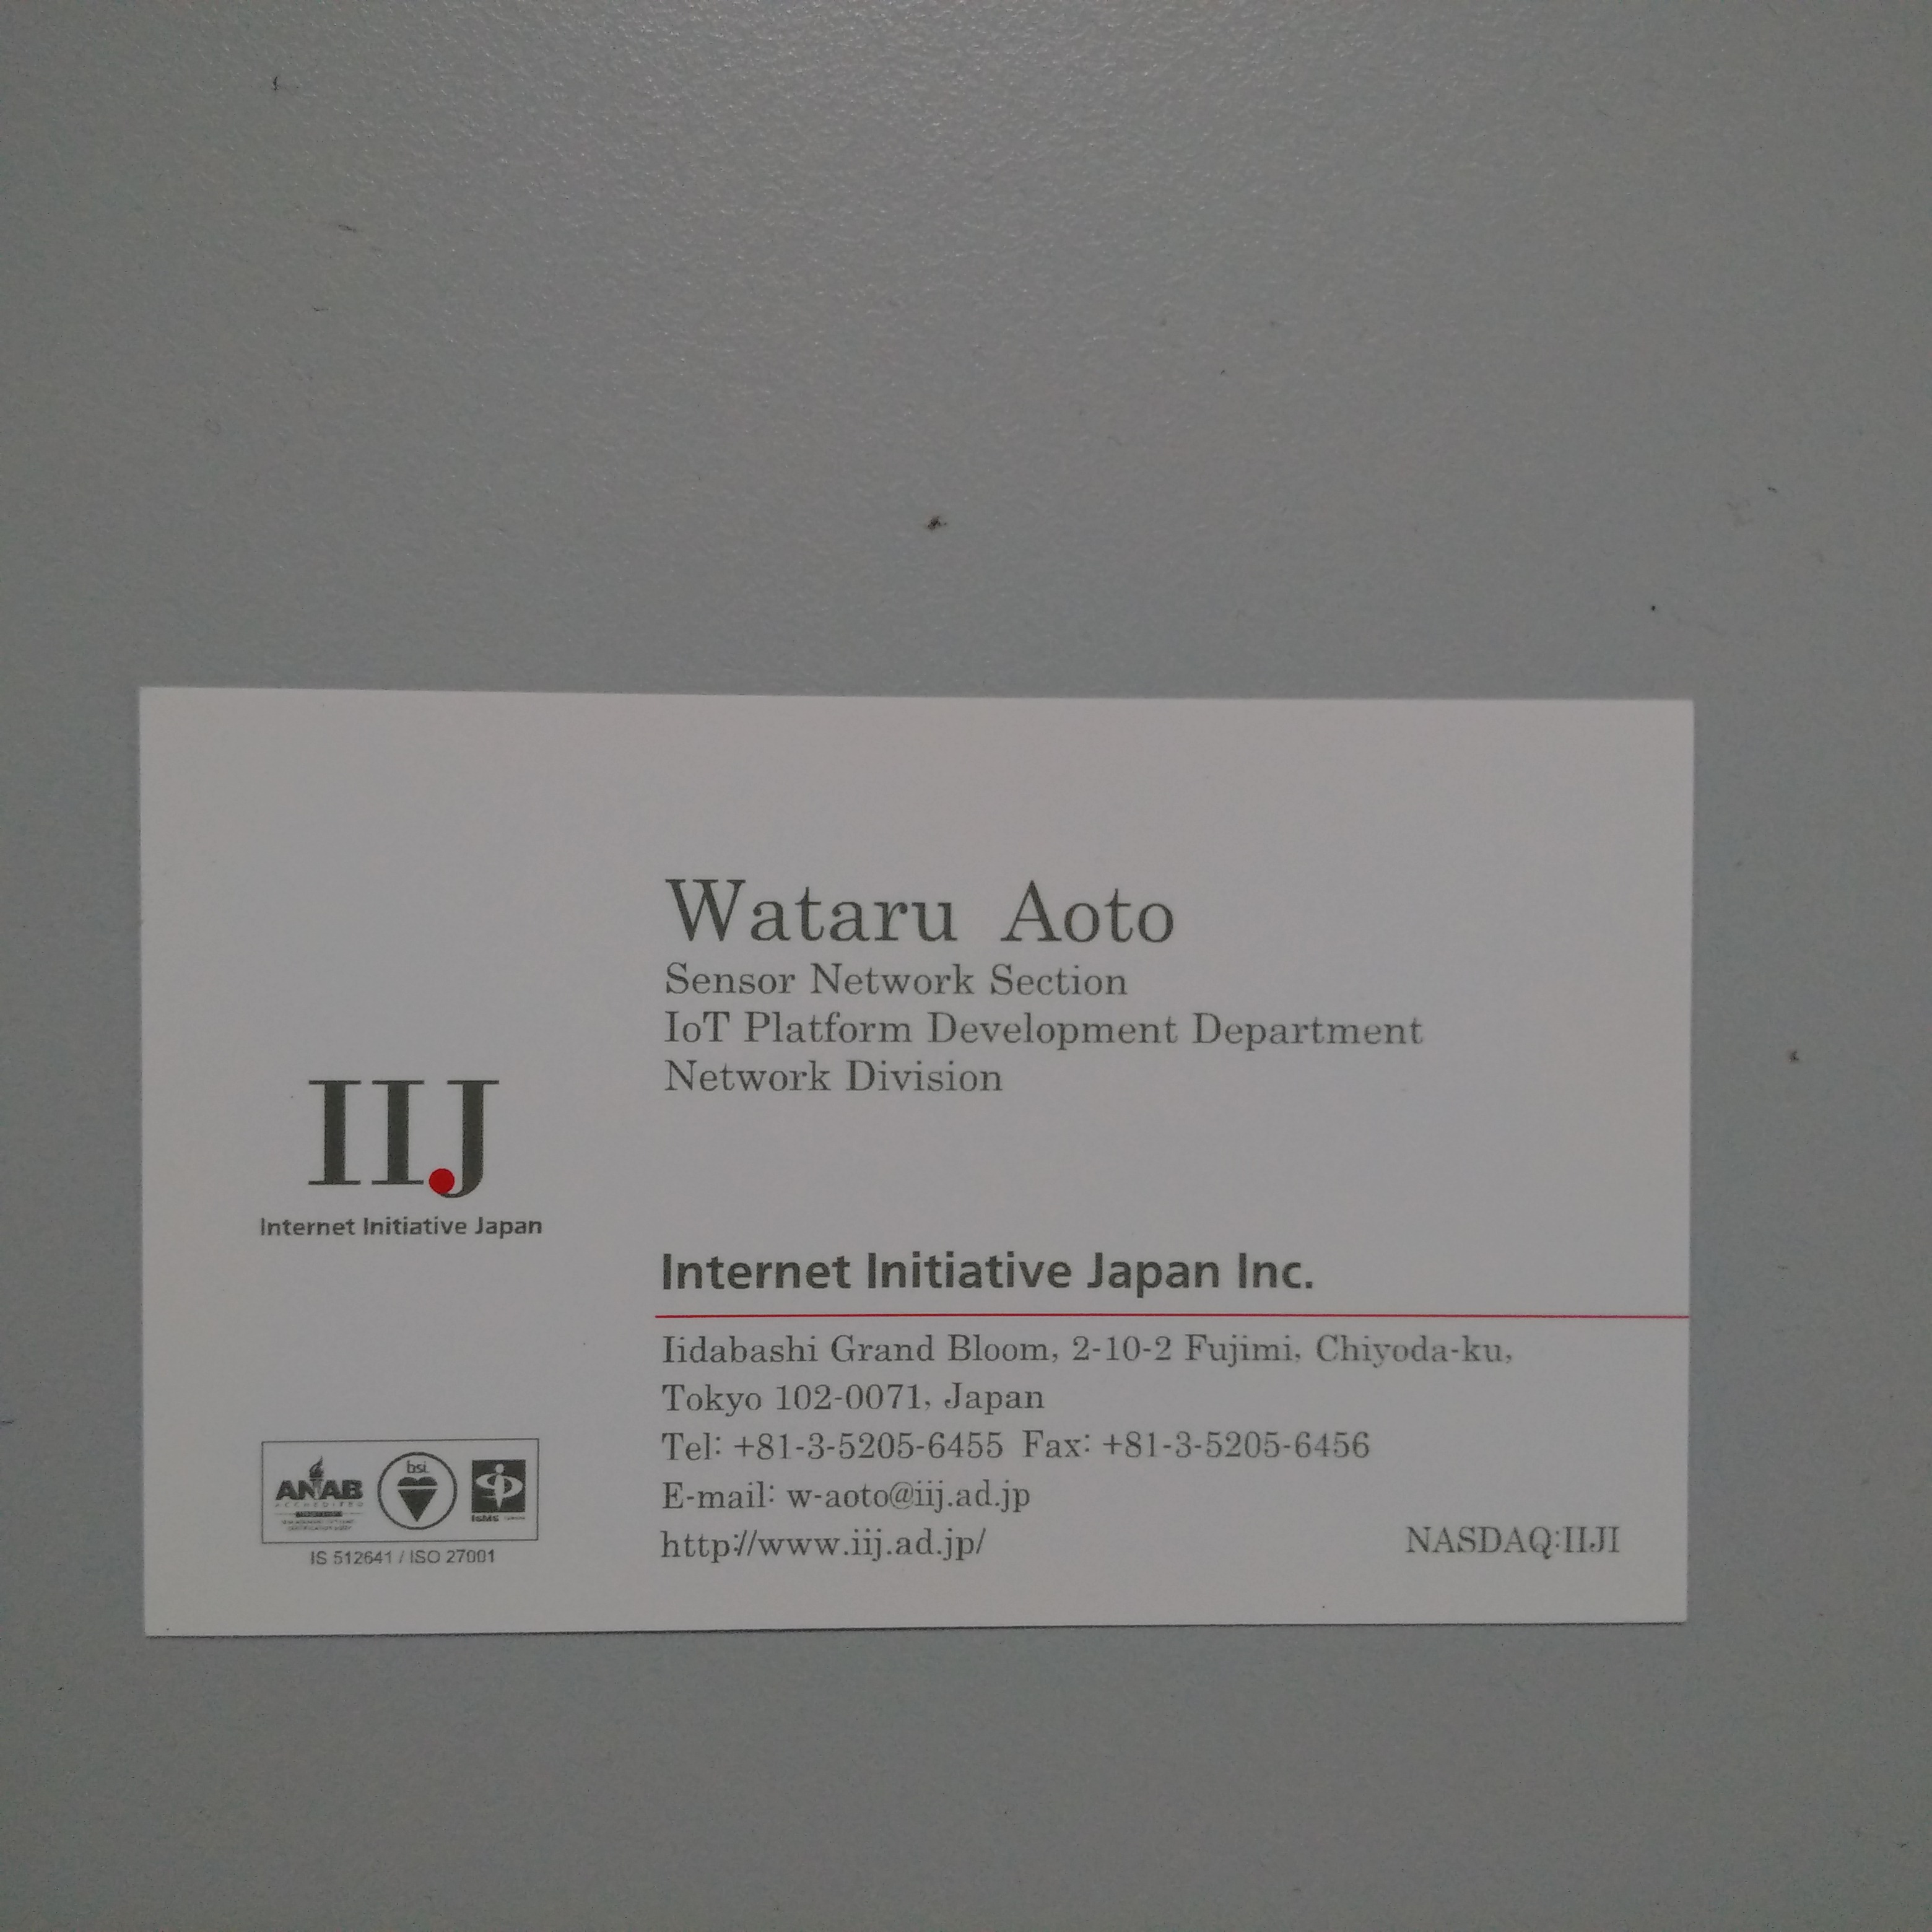 Wataru Aoto
Sensor Network Section
IoT Platform Development Department
Network Division
IIJ
Internet Initiative Japan
Internet Initiative Japan Inc.
Iidabashi Grand Bloom, 2-10-2 Fujimi, Chiyoda-ku,
Tokyo 102-0071, Japan
Tel: +81-3-5205-6455 Fax: +81-3-5205-6456
E-mail: w-aoto@iij.ad.jp
http://www.iij.ad.jp/
NASDAQ:IIJI
ANAB
ACCREDITED
bsi.
ISMS
IS 512641 / ISO 27001